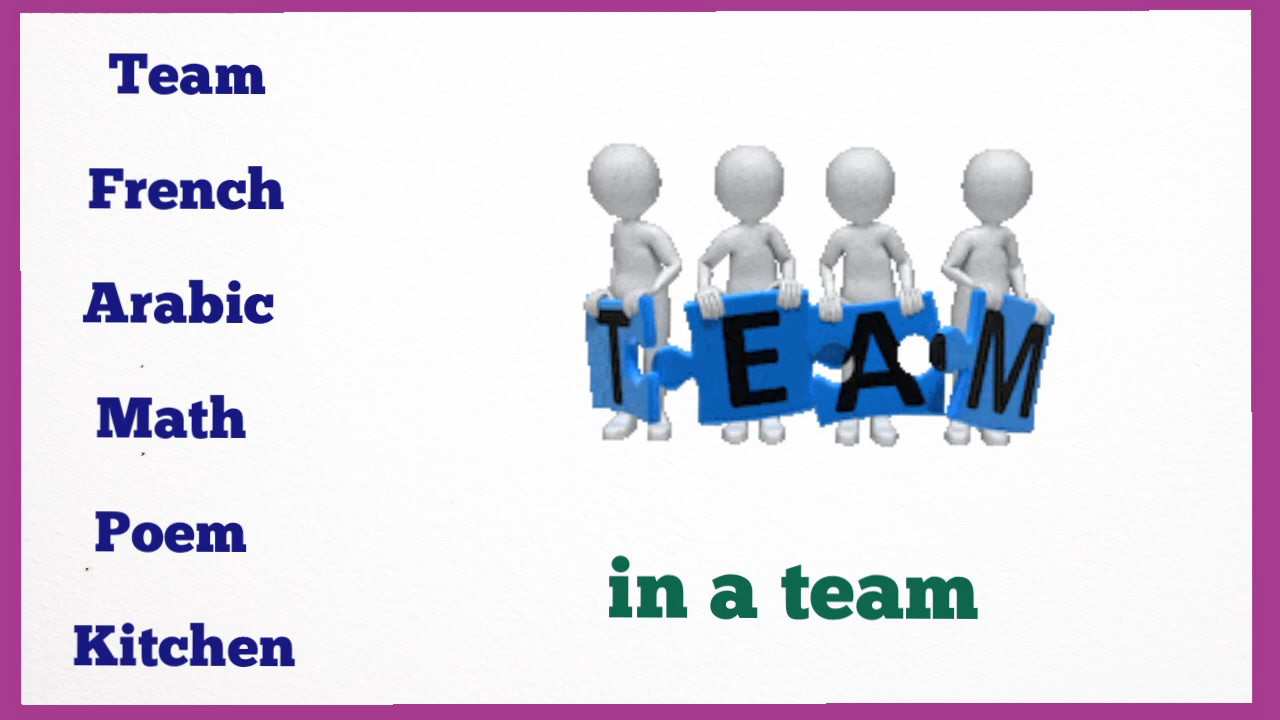 Team
French
Arabic
Math
Poem
Kitchen
TEAM
in a team